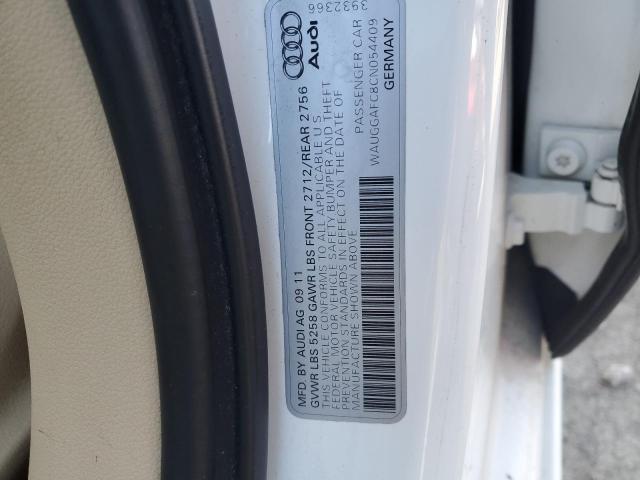 MFD. BY AUDI AG 09 11
GVWR LBS 5258 GAWR LBS FRONT 2712/REAR 2756
THIS VEHICLE CONFORMS TO ALL APPLICABLE U S
FEDERAL MOTOR VEHICLE SAFETY BUMPER AND THEFT
PREVENTION STANDARDS IN EFFECT ON THE DATE OF
MANUFACTURE SHOWN ABOVE
PASSENGER CAR
WAUGGAFC8CN054409
GERMANY
Audi
392366